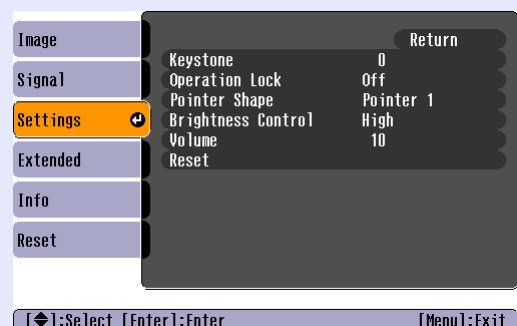 Image
Signal
Settings
Extended
Info
Reset
Return
Keystone 0
Operation Lock Off
Pointer Shape Pointer 1
Brightness Control High
Volume 10
Reset
[◆]:Select [Enter]:Enter [Menu]:Exit